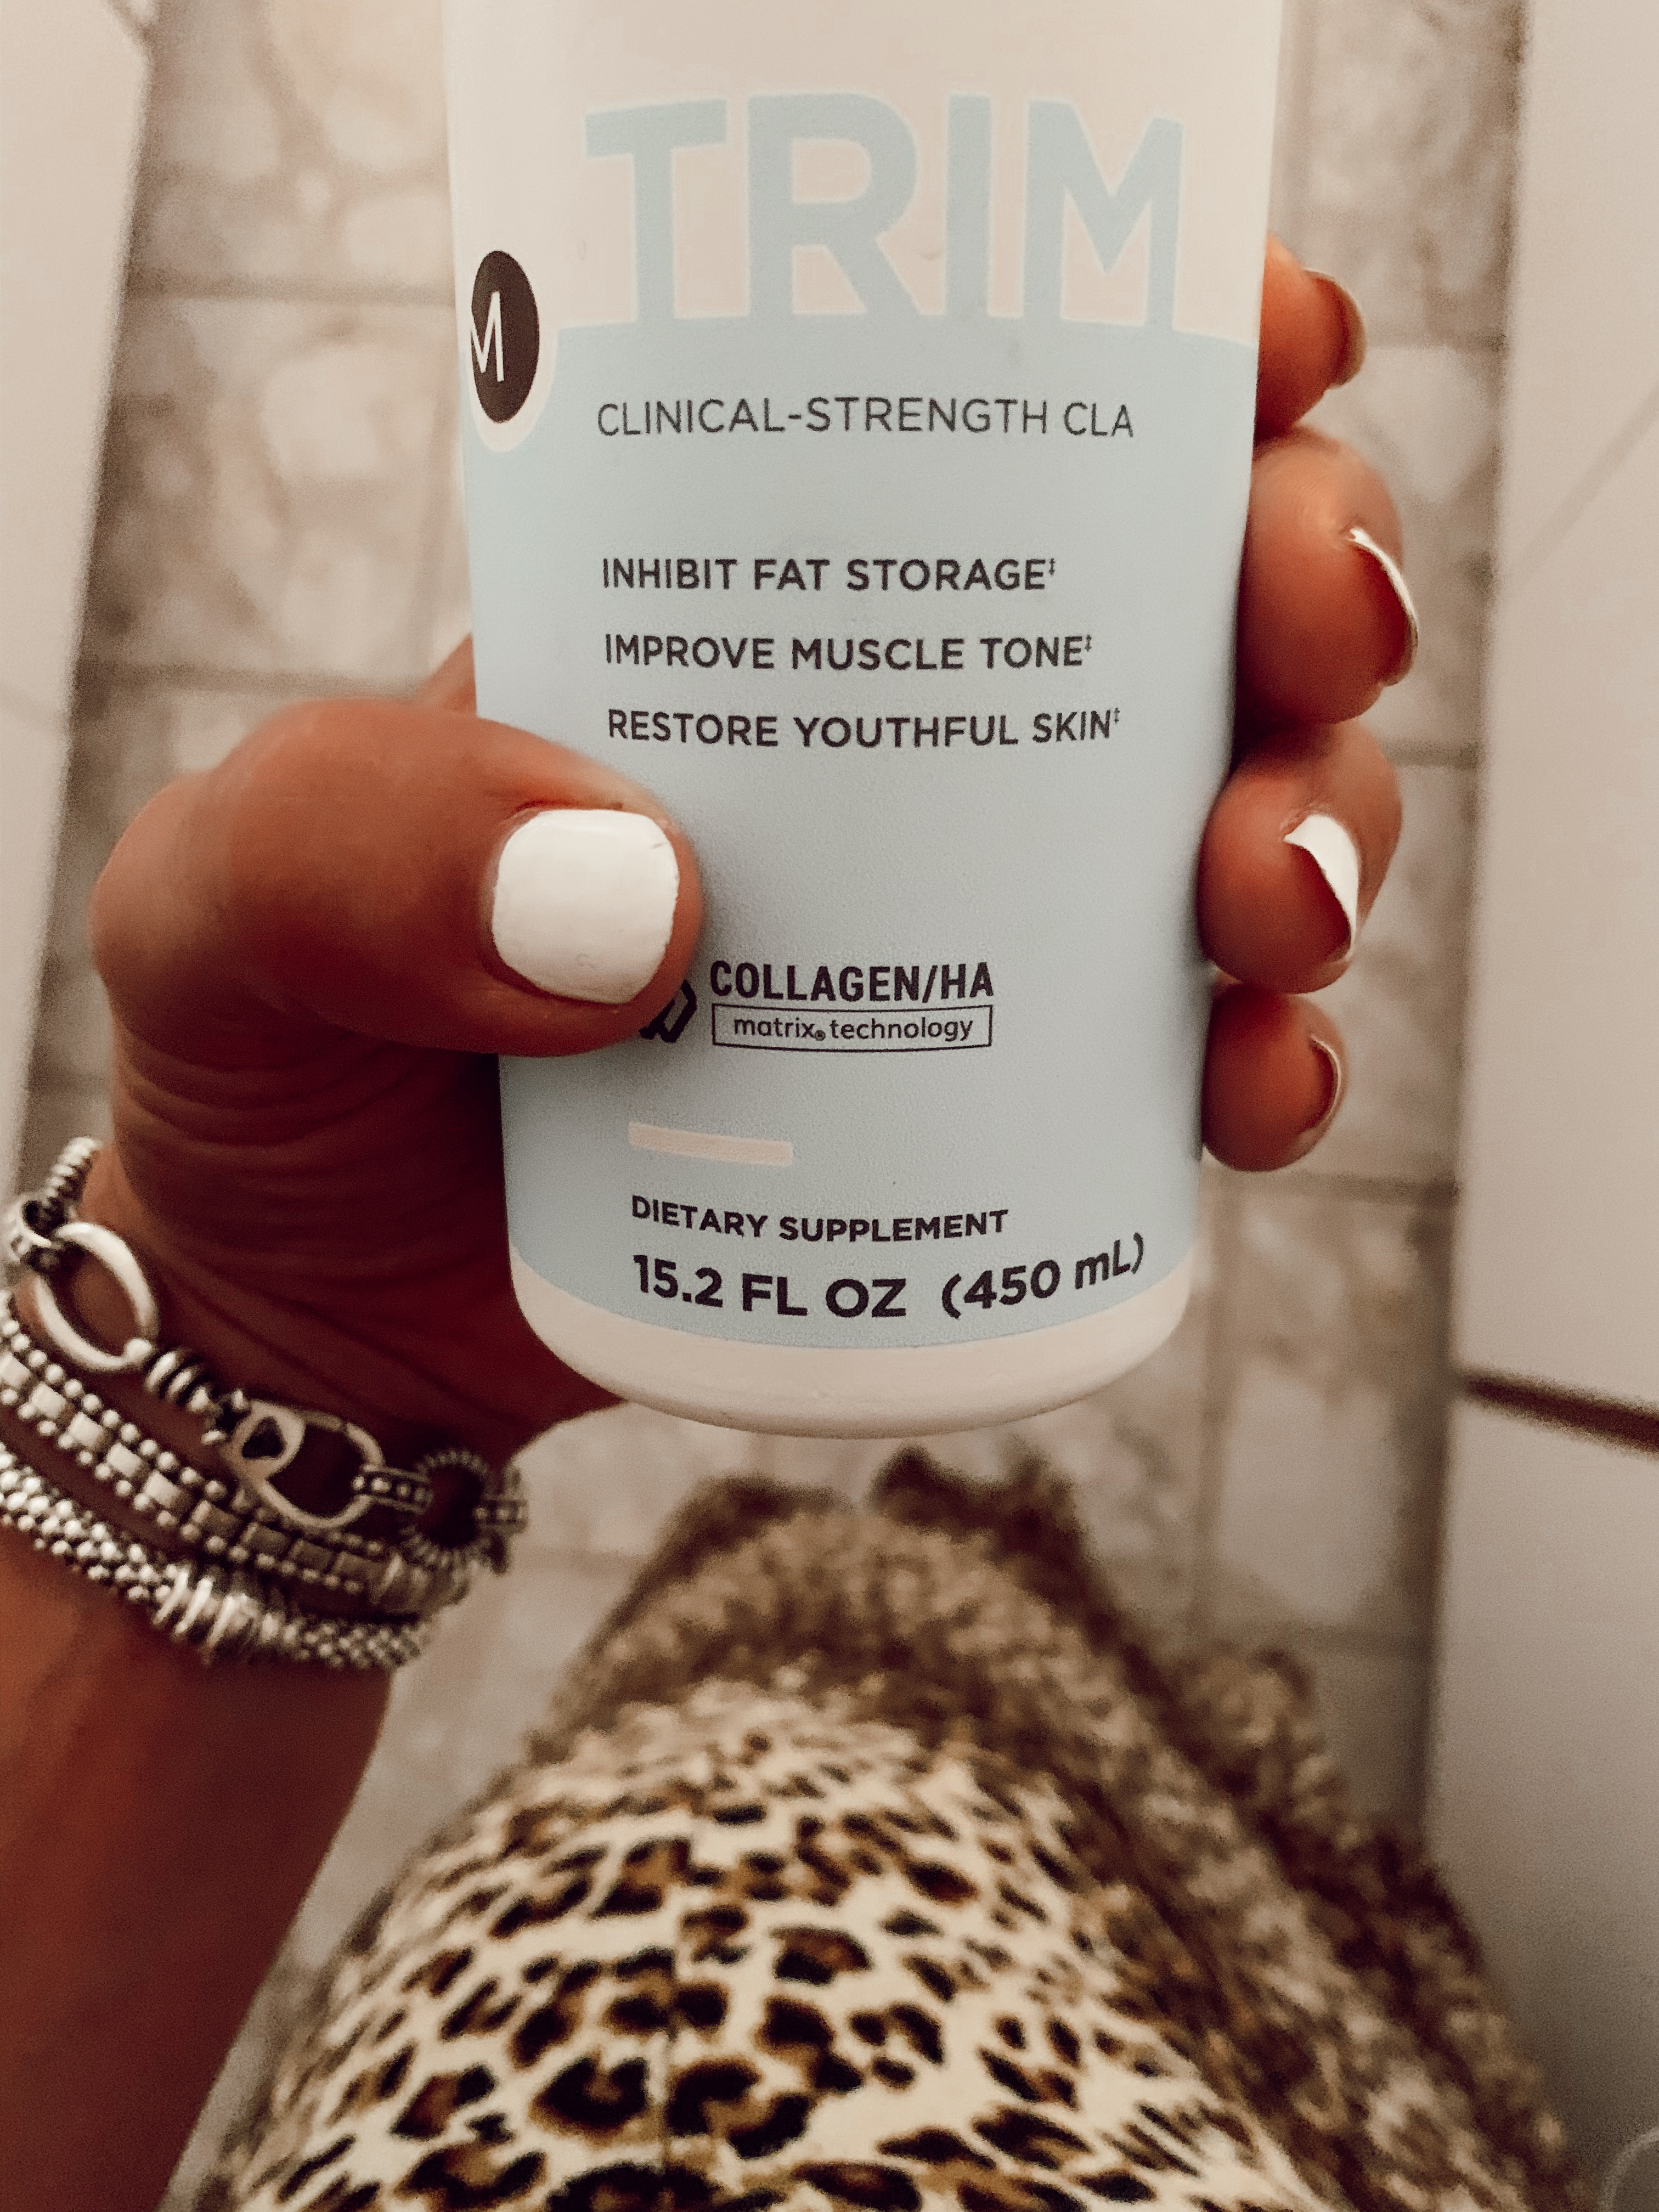 TRIM
M
CLINICAL-STRENGTH CLA
INHIBIT FAT STORAGE‡
IMPROVE MUSCLE TONE‡
RESTORE YOUTHFUL SKIN‡
COLLAGEN/HA
matrix® technology
DIETARY SUPPLEMENT
15.2 FL OZ (450 mL)